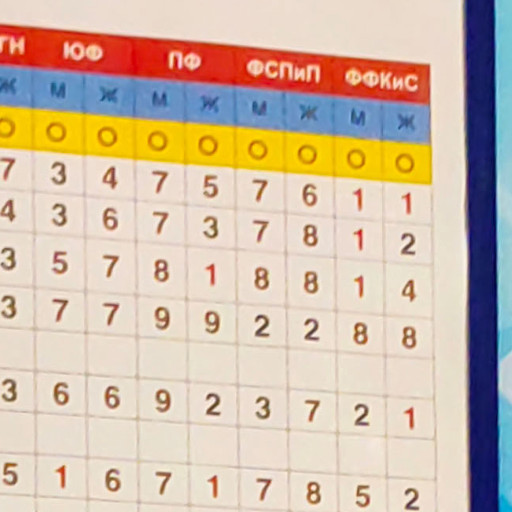 ГН ЮФ ПФ ФСПиП ФФКиС
Ж М Ж М Ж М Ж М Ж
О О О О О О О О О
7 3 4 7 5 7 6 1 1
4 3 6 7 3 7 8 1 2
3 5 7 8 1 8 8 1 4
3 7 7 9 9 2 2 8 8
3 6 6 9 2 3 7 2 1
5 1 6 7 1 7 8 5 2